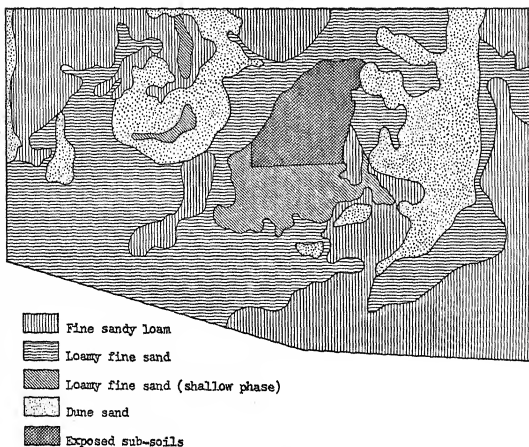 Fine sandy loam
Loamy fine sand
Loamy fine sand (shallow phase)
Dune sand
Exposed sub-soils